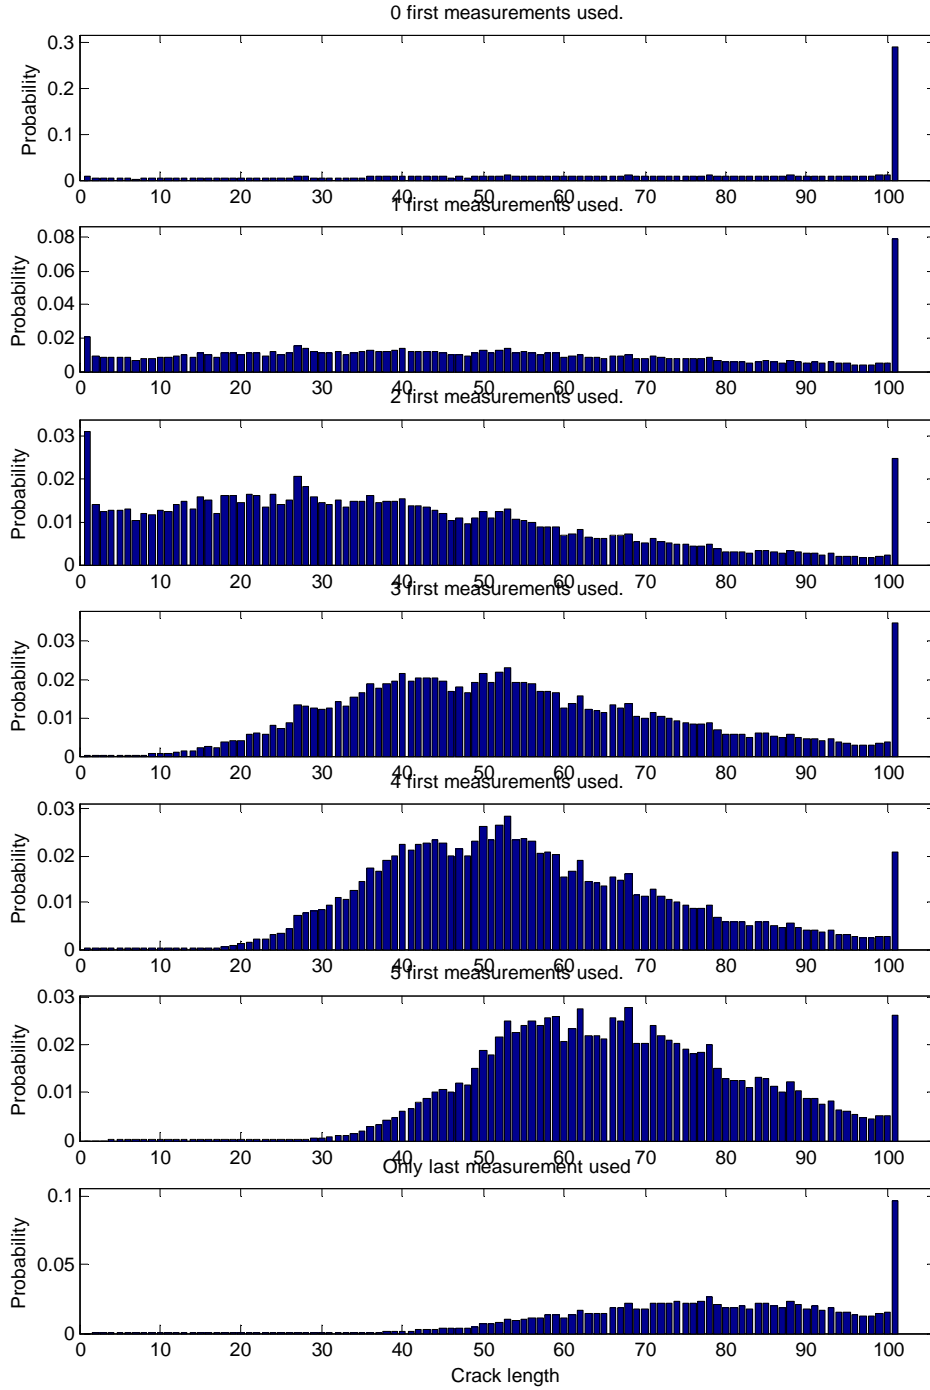 0 first measurements used.
0.3
0.2
0.1
0
Probability
0 10 20 30 40 50 60 70 80 90 100
1 first measurements used.
0.08
0.06
0.04
0.02
0
Probability
0 10 20 30 40 50 60 70 80 90 100
2 first measurements used.
0.03
0.02
0.01
0
Probability
0 10 20 30 40 50 60 70 80 90 100
3 first measurements used.
0.03
0.02
0.01
0
Probability
0 10 20 30 40 50 60 70 80 90 100
4 first measurements used.
0.03
0.02
0.01
0
Probability
0 10 20 30 40 50 60 70 80 90 100
5 first measurements used.
0.03
0.02
0.01
0
Probability
0 10 20 30 40 50 60 70 80 90 100
Only last measurement used
0.1
0.05
0
Probability
0 10 20 30 40 50 60 70 80 90 100
Crack length